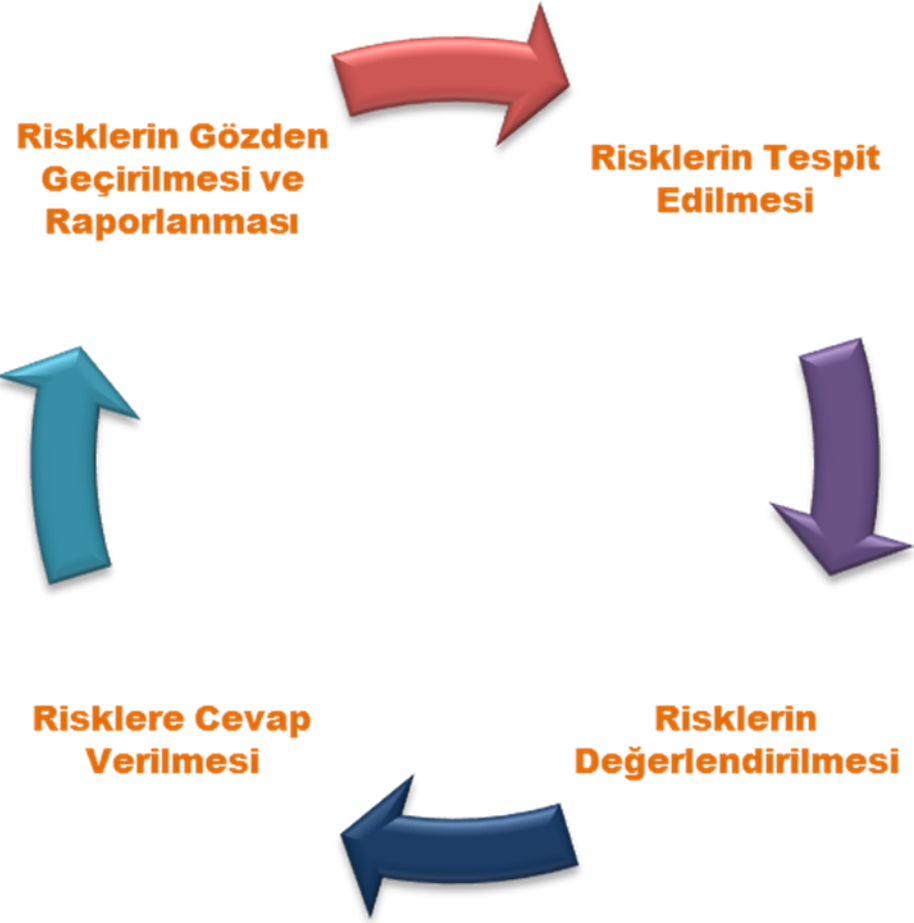 Risklerin Gözden
Geçirilmesi ve
Raporlanması
Risklerin Tespit
Edilmesi
Risklerin
Değerlendirilmesi
Risklere Cevap
Verilmesi